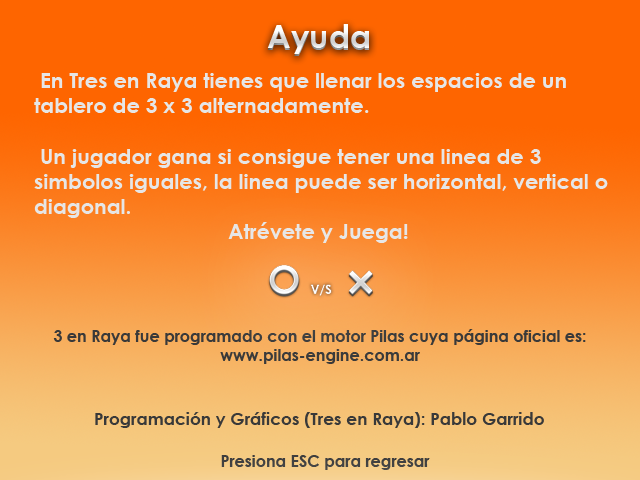 Ayuda
En Tres en Raya tienes que llenar los espacios de un
tablero de 3 x 3 alternadamente.
Un jugador gana si consigue tener una linea de 3
simbolos iguales, la linea puede ser horizontal, vertical o
diagonal.
Atrévete y Juega!
O v/s X
3 en Raya fue programado con el motor Pilas cuya página oficial es:
www.pilas-engine.com.ar
Programación y Gráficos (Tres en Raya): Pablo Garrido
Presiona ESC para regresar